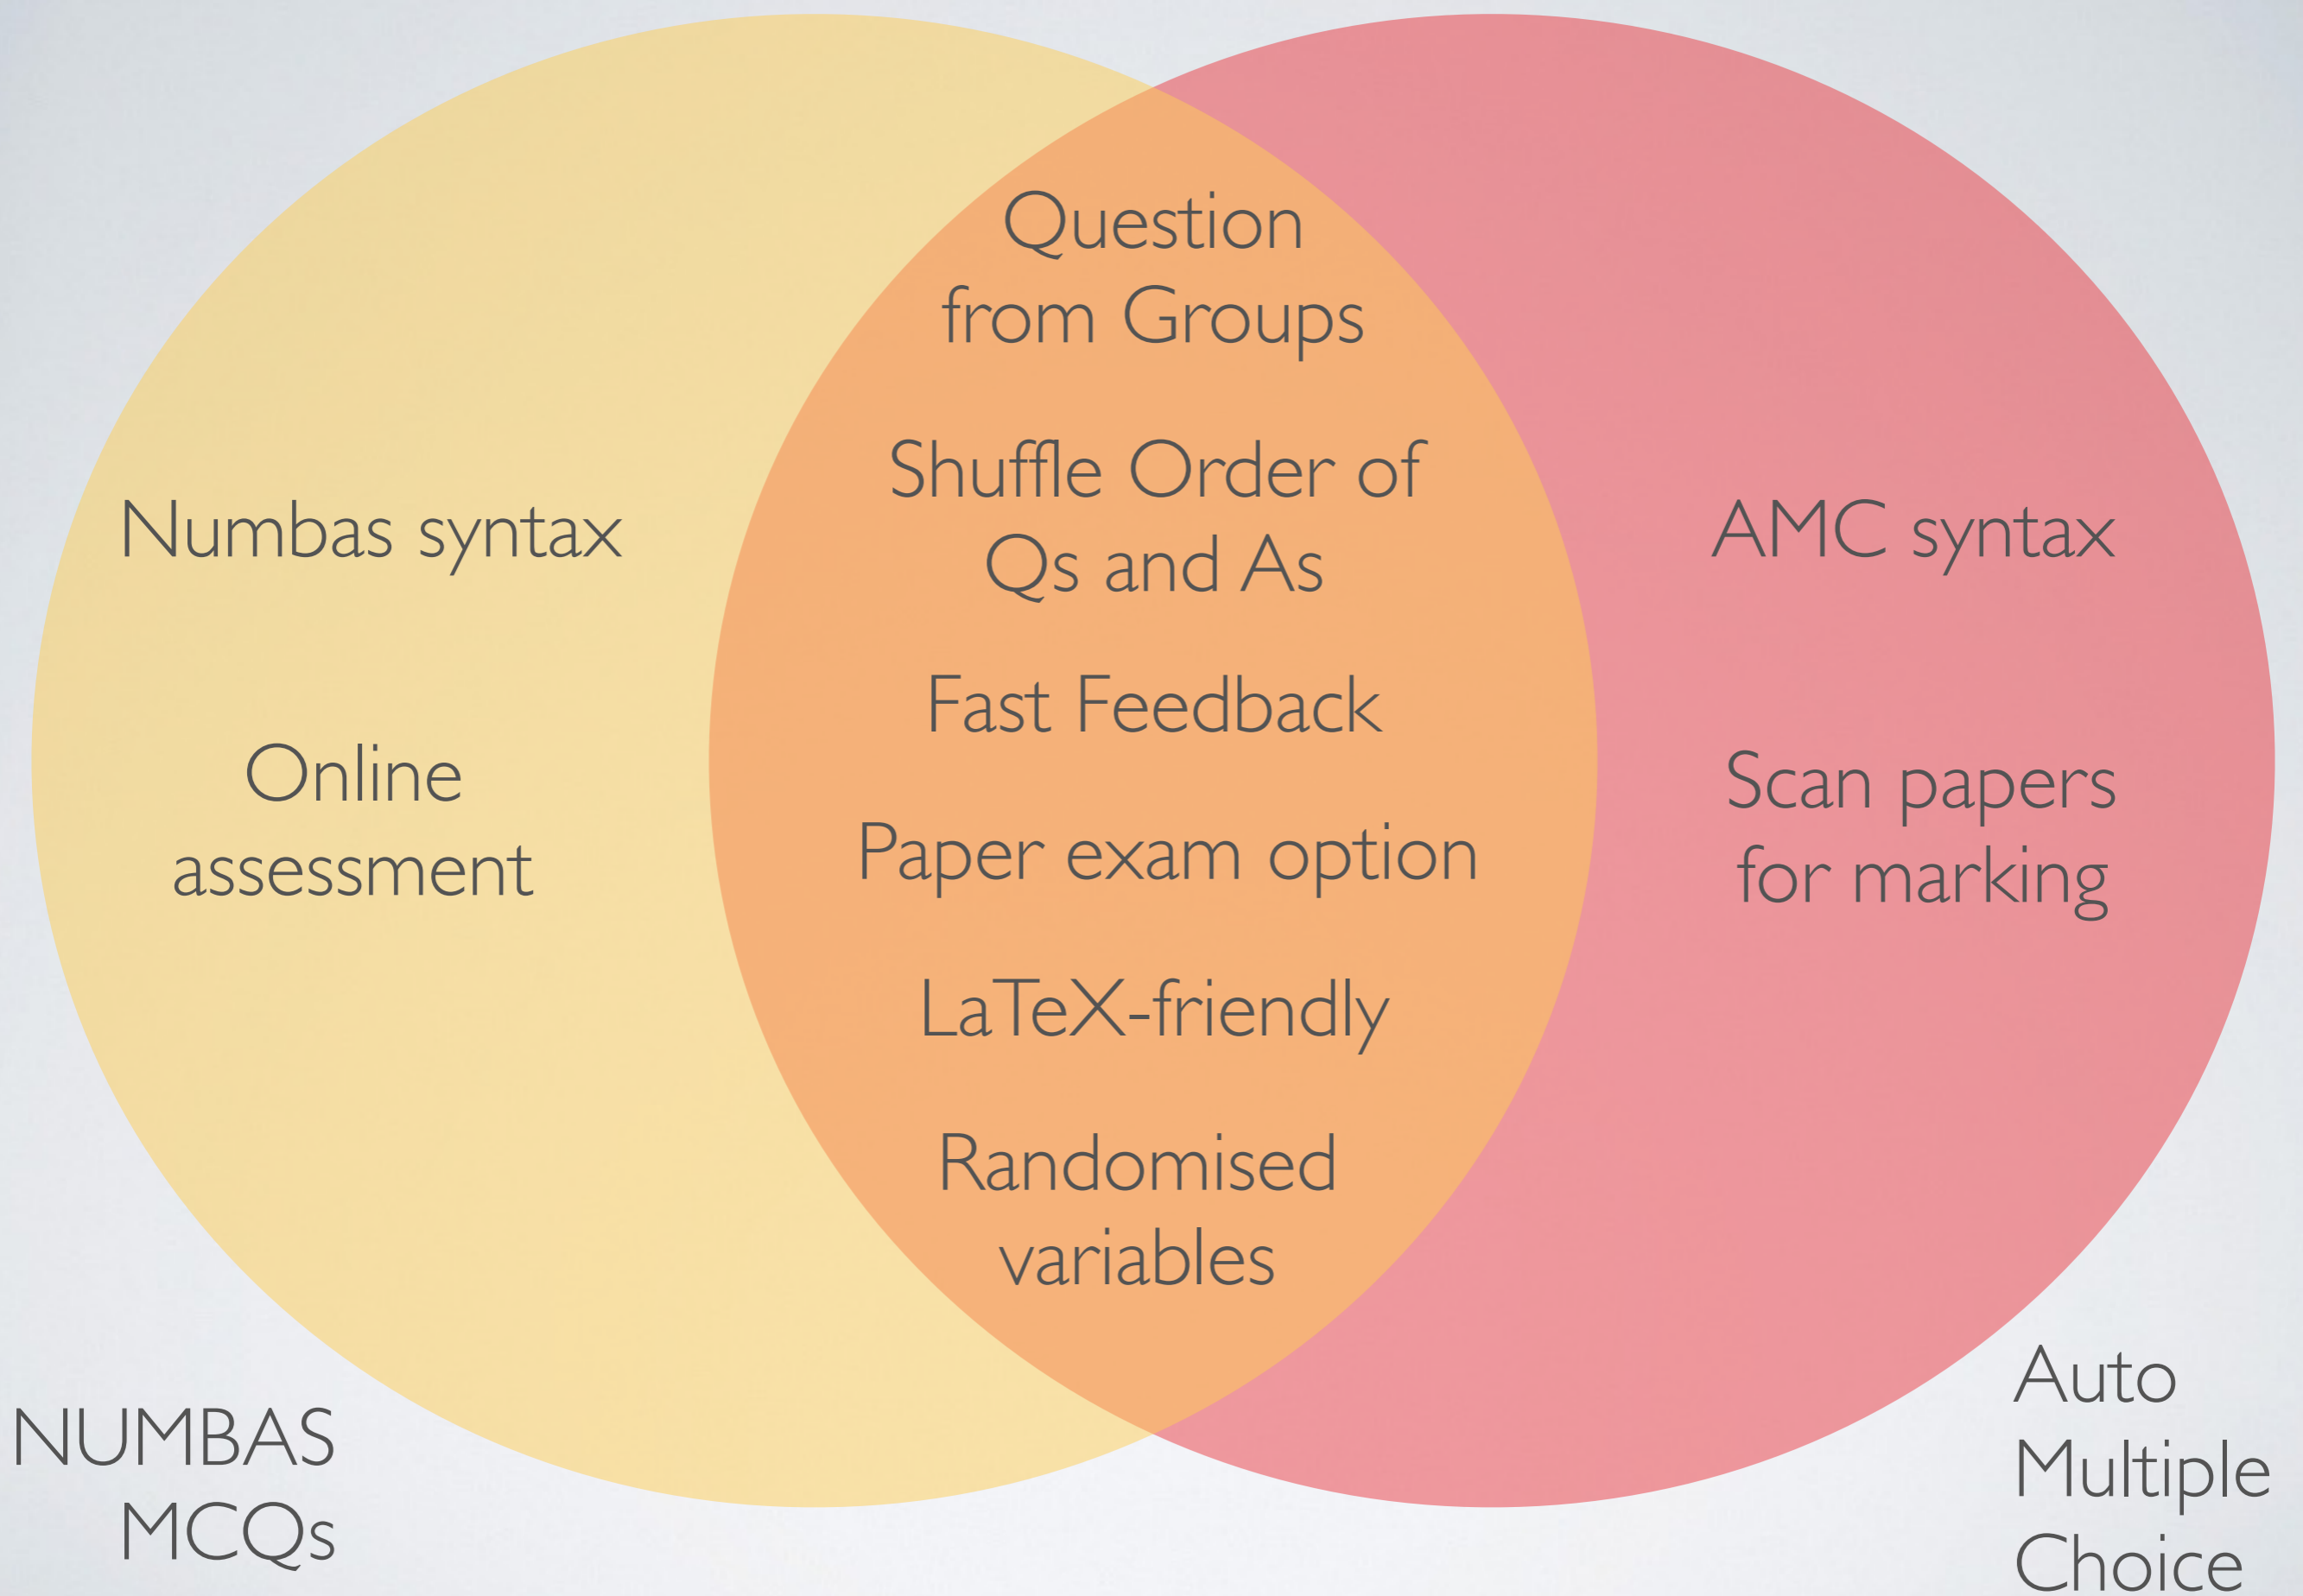 Question
from Groups
Shuffle Order of
Qs and As
Fast Feedback
Paper exam option
LaTeX-friendly
Randomised
variables
Numbas syntax
Online
assessment
AMC syntax
Scan papers
for marking
NUMBAS
MCQs
Auto
Multiple
Choice